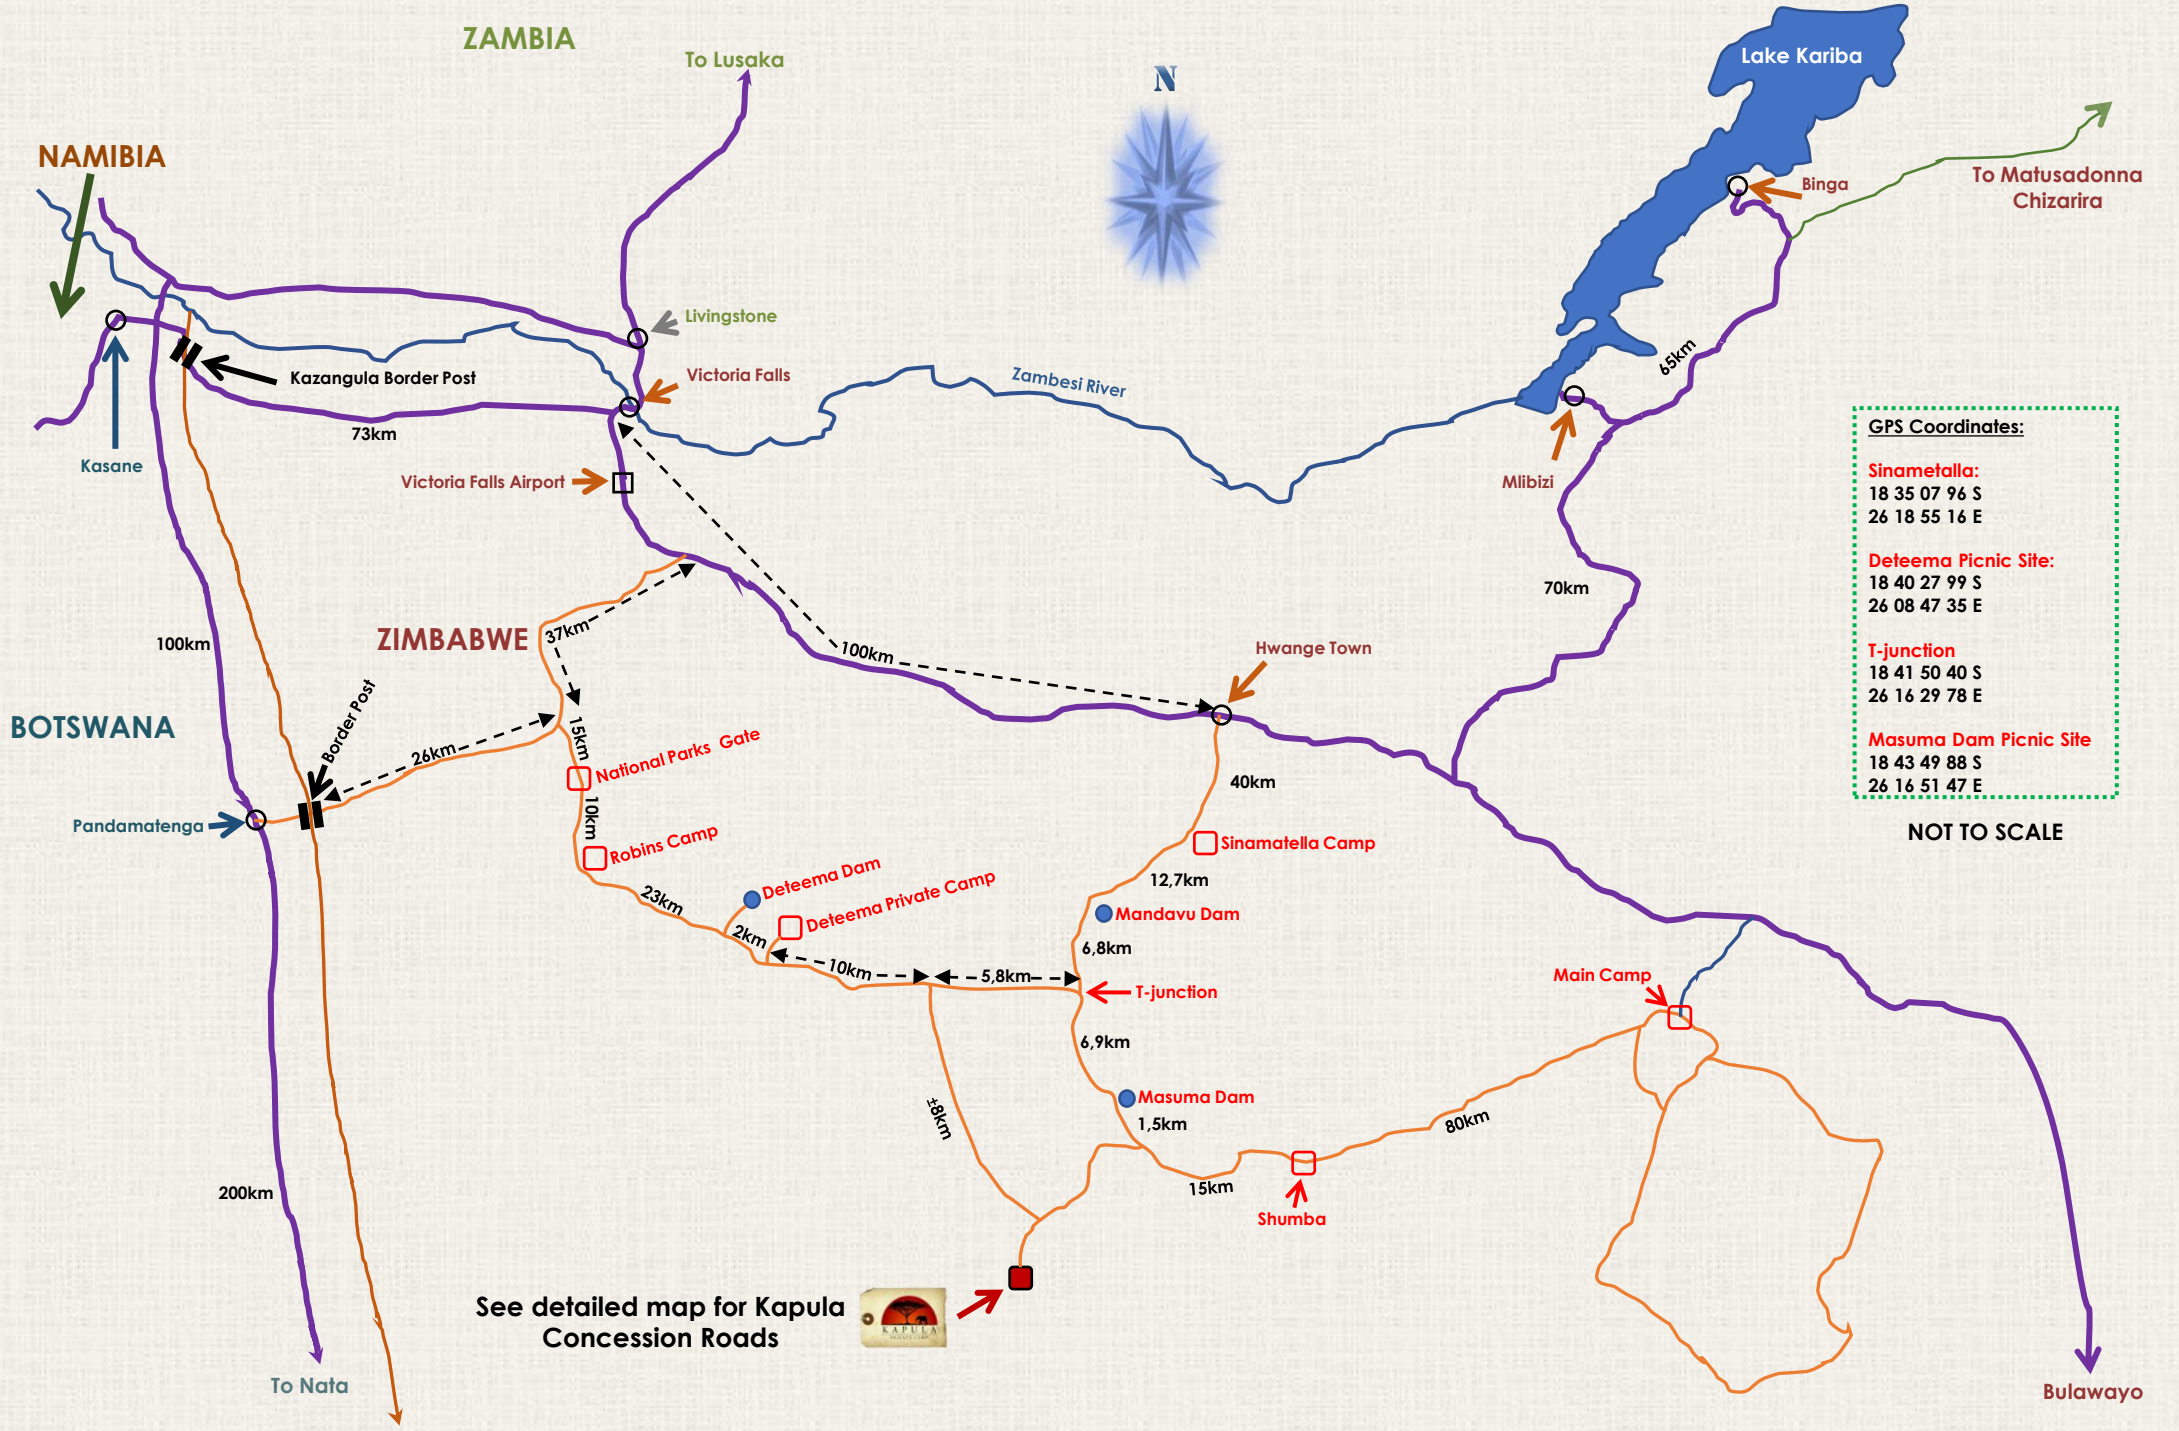 ZAMBIA
To Lusaka
N
Lake Kariba
NAMIBIA
Binga
To Matusadonna
Chizarira
Livingstone
Kazangula Border Post
Victoria Falls
Zambesi River
65km
73km
Kasane
Victoria Falls Airport
Mlibizi
GPS Coordinates:
Sinametalla:
18 35 07 96 S
26 18 55 16 E
Deteema Picnic Site:
18 40 27 99 S
26 08 47 35 E
T-junction
18 41 50 40 S
26 16 29 78 E
Masuma Dam Picnic Site
18 43 49 88 S
26 16 51 47 E
NOT TO SCALE
70km
100km
ZIMBABWE
37km
100km
Hwange Town
BOTSWANA
Border Post
26km
15km
National Parks Gate
40km
Pandamatenga
10km
Robins Camp
Sinamatella Camp
23km
Deteema Dam
Deteema Private Camp
12,7km
Mandavu Dam
2km
6,8km
10km
5,8km
T-junction
Main Camp
6,9km
±8km
Masuma Dam
1,5km
80km
200km
15km
Shumba
See detailed map for Kapula
Concession Roads
KAPULA
To Nata
Bulawayo